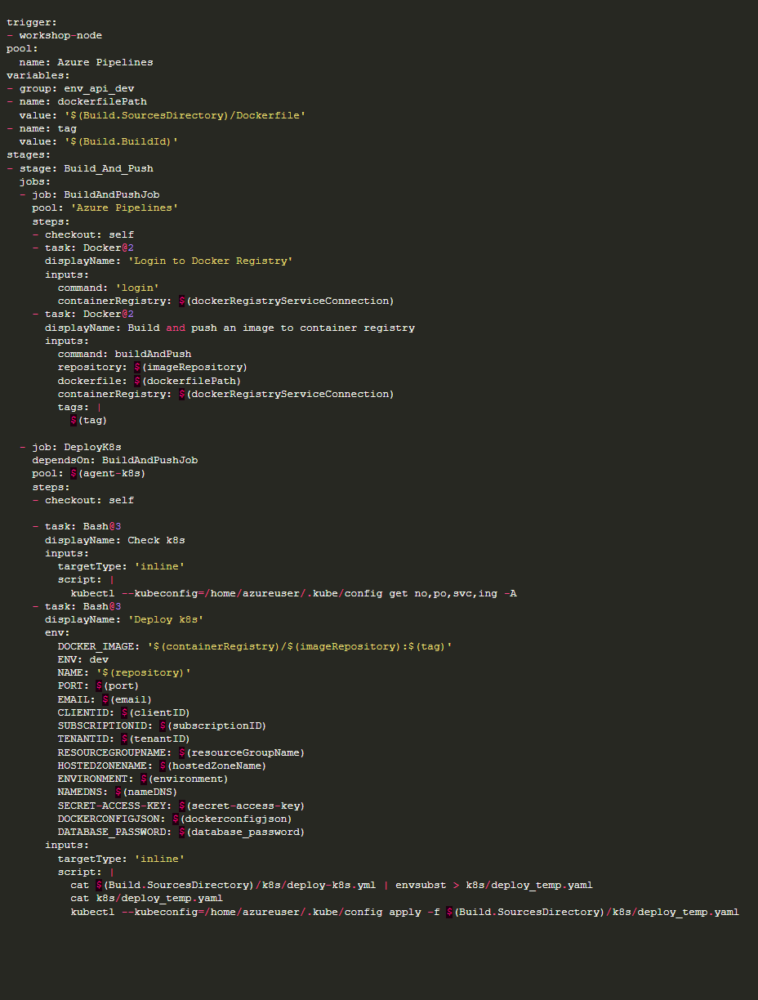 trigger:
- workshop-node
pool:
  name: Azure Pipelines
variables:
- group: env_api_dev
- name: dockerfilePath
  value: '$(Build.SourcesDirectory)/Dockerfile'
- name: tag
  value: '$(Build.BuildId)'
stages:
- stage: Build_And_Push
  jobs:
  - job: BuildAndPushJob
    pool: 'Azure Pipelines'
    steps:
    - checkout: self
    - task: Docker@2
      displayName: 'Login to Docker Registry'
      inputs:
        command: 'login'
        containerRegistry: $(dockerRegistryServiceConnection)
    - task: Docker@2
      displayName: Build and push an image to container registry
      inputs:
        command: buildAndPush
        repository: $(imageRepository)
        dockerfile: $(dockerfilePath)
        containerRegistry: $(dockerRegistryServiceConnection)
        tags: |
          $(tag)

  - job: DeployK8s
    dependsOn: BuildAndPushJob
    pool: $(agent-k8s)
    steps:
    - checkout: self

    - task: Bash@3
      displayName: Check k8s
      inputs:
        targetType: 'inline'
        script: |
          kubectl --kubeconfig=/home/azureuser/.kube/config get no,po,svc,ing -A
    - task: Bash@3
      displayName: 'Deploy k8s'
      env:
        DOCKER_IMAGE: '$(containerRegistry)/$(imageRepository):$(tag)'
        ENV: dev
        NAME: '$(repository)'
        PORT: $(port)
        EMAIL: $(email)
        CLIENTID: $(clientID)
        SUBSCRIPTIONID: $(subscriptionID)
        TENANTID: $(tenantID)
        RESOURCEGROUPNAME: $(resourceGroupName)
        HOSTEDZONENAME: $(hostedZoneName)
        ENVIRONMENT: $(environment)
        NAMEDNS: $(nameDNS)
        SECRET-ACCESS-KEY: $(secret-access-key)
        DOCKERCONFIGJSON: $(dockerconfigjson)
        DATABASE_PASSWORD: $(database_password)
      inputs:
        targetType: 'inline'
        script: |
          cat $(Build.SourcesDirectory)/k8s/deploy-k8s.yml | envsubst > k8s/deploy_temp.yaml
          cat k8s/deploy_temp.yaml
          kubectl --kubeconfig=/home/azureuser/.kube/config apply -f $(Build.SourcesDirectory)/k8s/deploy_temp.yaml